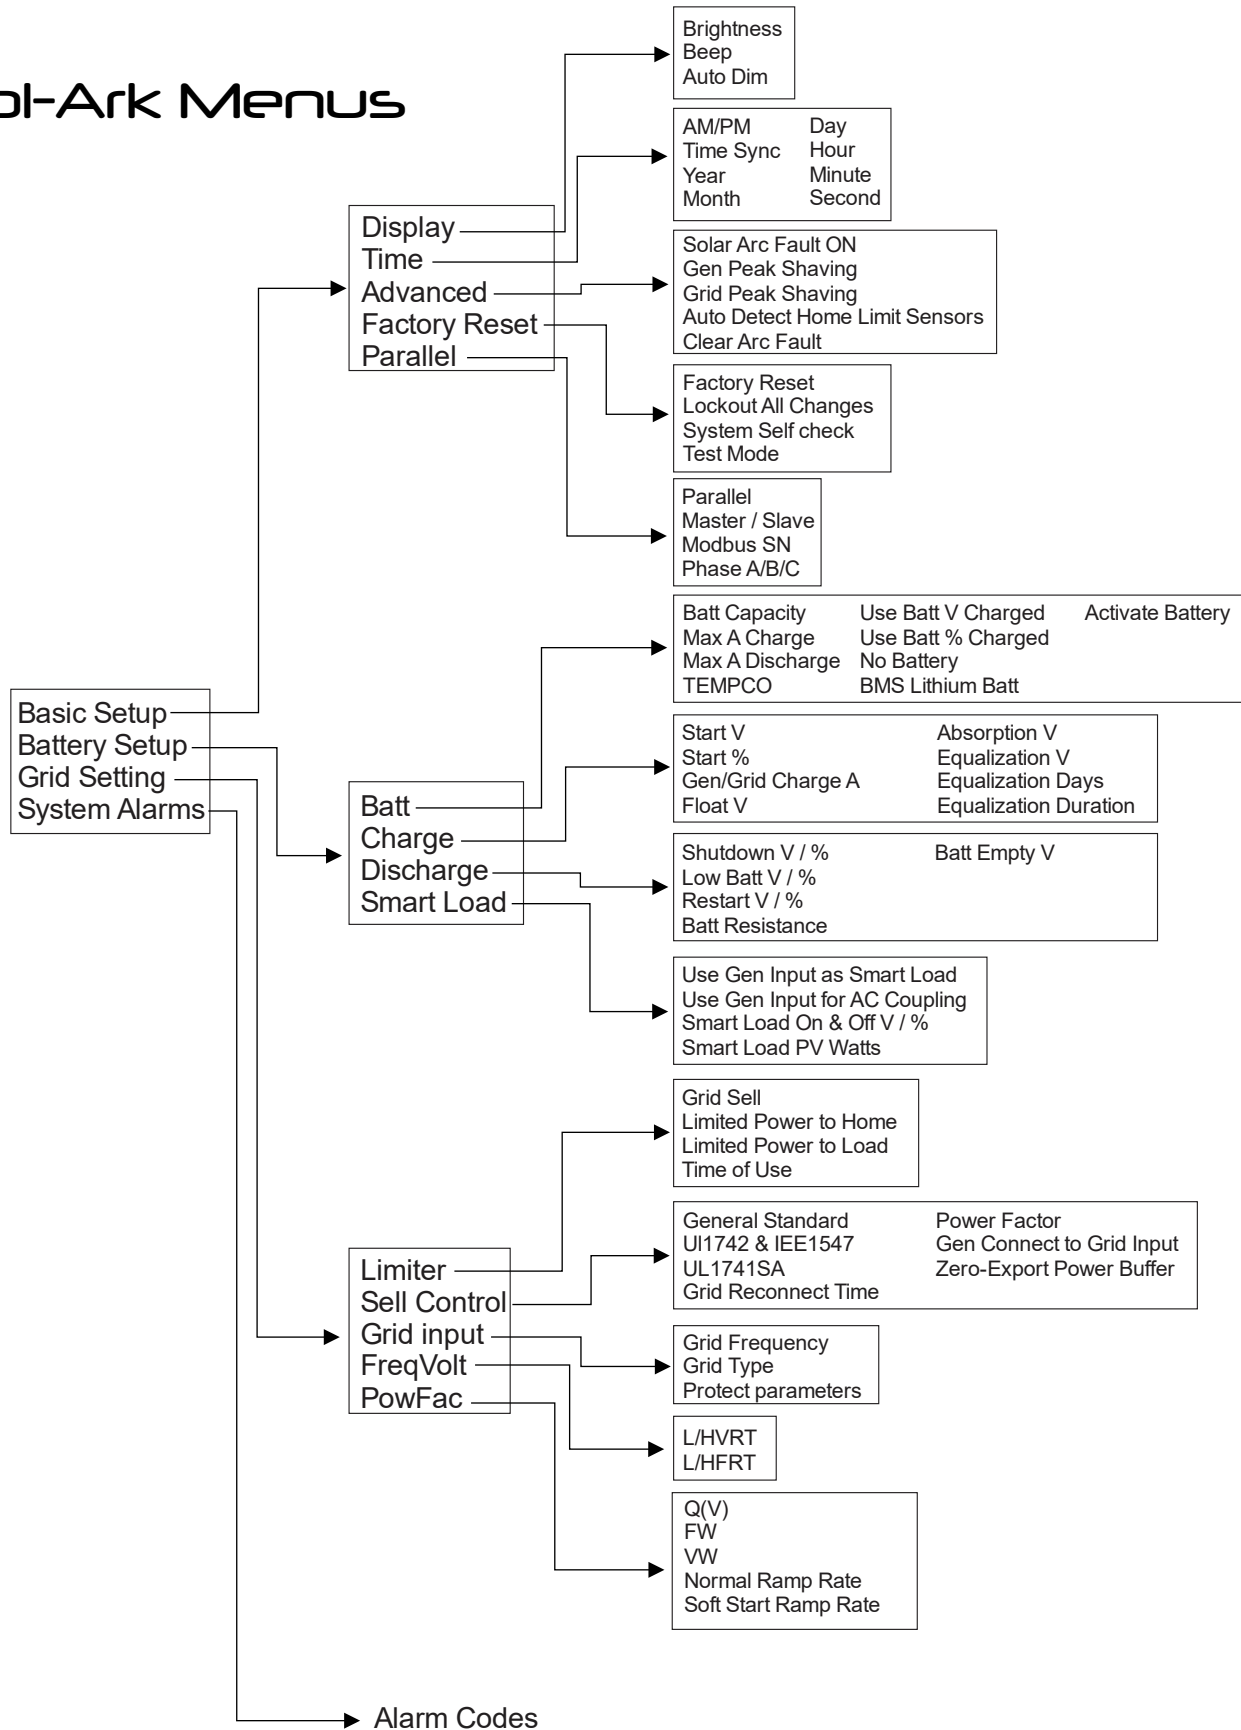 ol-Ark Menus
Basic Setup
Battery Setup
Grid Setting
System Alarms
Display
Time
Advanced
Factory Reset
Parallel
Brightness
Beep
Auto Dim
AM/PM Day
Time Sync Hour
Year Minute
Month Second
Solar Arc Fault ON
Gen Peak Shaving
Grid Peak Shaving
Auto Detect Home Limit Sensors
Clear Arc Fault
Factory Reset
Lockout All Changes
System Self check
Test Mode
Parallel
Master / Slave
Modbus SN
Phase A/B/C
Batt
Charge
Discharge
Smart Load
Batt Capacity Use Batt V Charged Activate Battery
Max A Charge Use Batt % Charged
Max A Discharge No Battery
TEMPCO BMS Lithium Batt
Start V Absorption V
Start % Equalization V
Gen/Grid Charge A Equalization Days
Float V Equalization Duration
Shutdown V / % Batt Empty V
Low Batt V / %
Restart V / %
Batt Resistance
Use Gen Input as Smart Load
Use Gen Input for AC Coupling
Smart Load On & Off V / %
Smart Load PV Watts
Limiter
Sell Control
Grid input
FreqVolt
PowFac
Grid Sell
Limited Power to Home
Limited Power to Load
Time of Use
General Standard Power Factor
Ul1742 & IEE1547 Gen Connect to Grid Input
UL1741SA Zero-Export Power Buffer
Grid Reconnect Time
Grid Frequency
Grid Type
Protect parameters
L/HVRT
L/HFRT
Q(V)
FW
VW
Normal Ramp Rate
Soft Start Ramp Rate
Alarm Codes